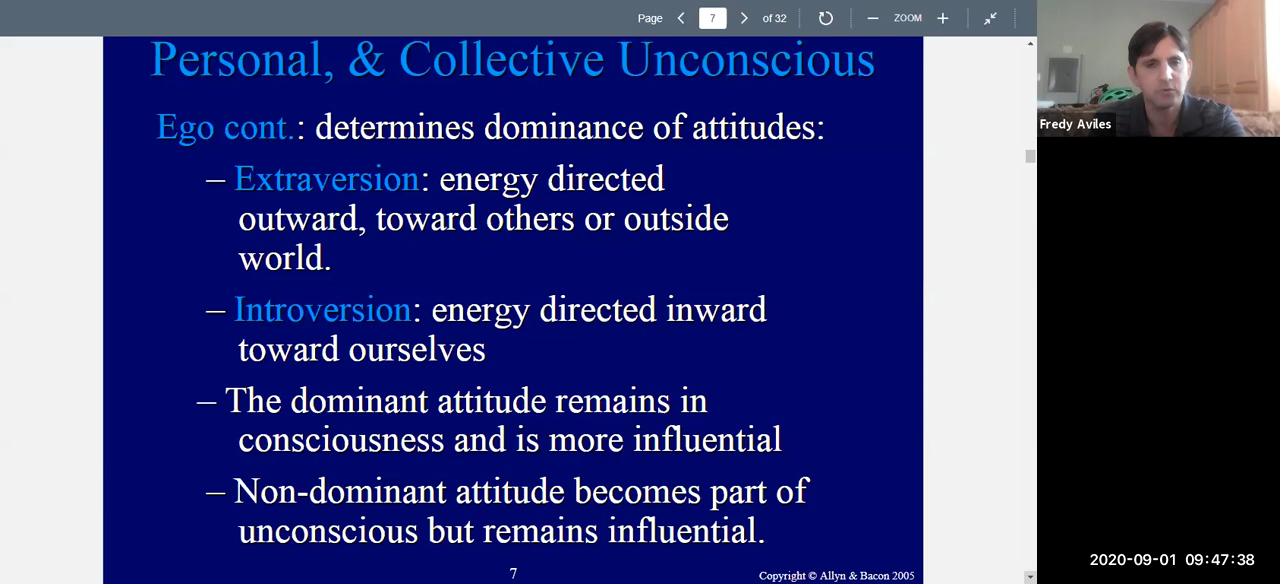 Page 7 of 32 ZOOM
Personal, & Collective Unconscious
Ego cont.: determines dominance of attitudes:
– Extraversion: energy directed
outward, toward others or outside
world.
– Introversion: energy directed inward
toward ourselves
– The dominant attitude remains in
consciousness and is more influential
– Non-dominant attitude becomes part of
unconscious but remains influential.
7
Copyright © Allyn & Bacon 2005
Fredy Aviles
2020-09-01 09:47:38